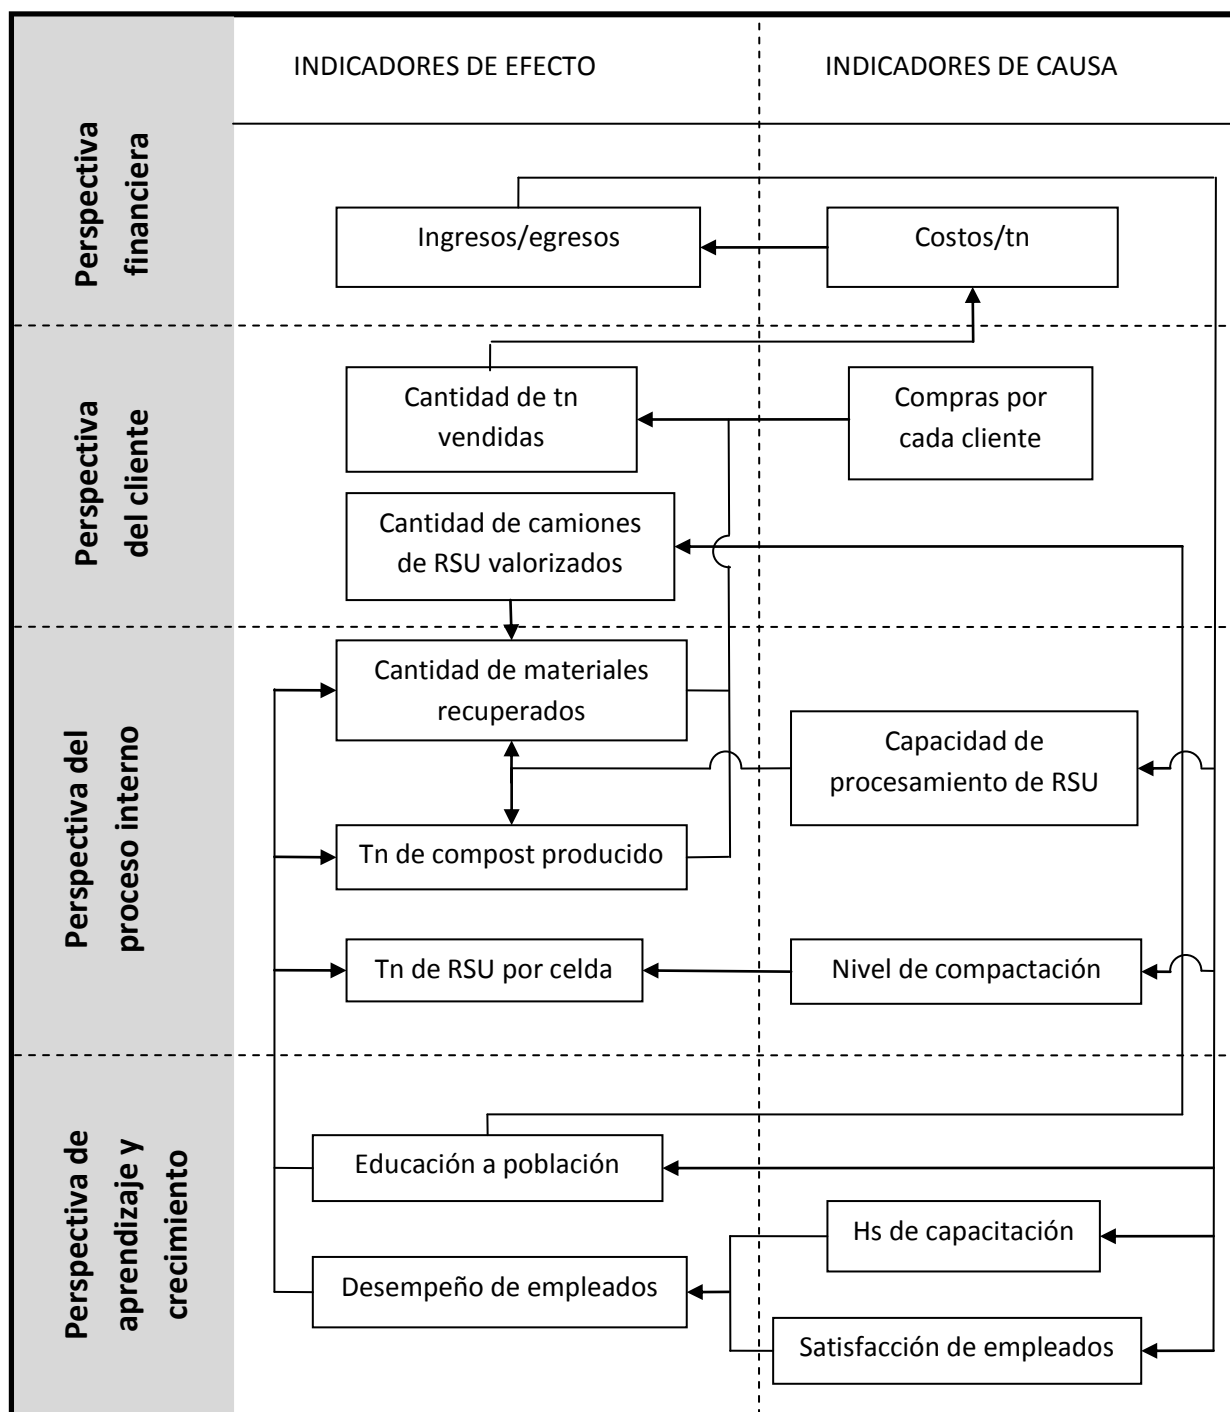 INDICADORES DE EFECTO
INDICADORES DE CAUSA
Perspectiva
financiera
Ingresos/egresos
Costos/tn
Perspectiva
del cliente
Cantidad de tn
vendidas
Compras por
cada cliente
Cantidad de camiones
de RSU valorizados
Perspectiva del
proceso interno
Cantidad de materiales
recuperados
Capacidad de
procesamiento de RSU
Tn de compost producido
Tn de RSU por celda
Nivel de compactación
Perspectiva de
aprendizaje y
crecimiento
Educación a población
Hs de capacitación
Desempeño de empleados
Satisfacción de empleados